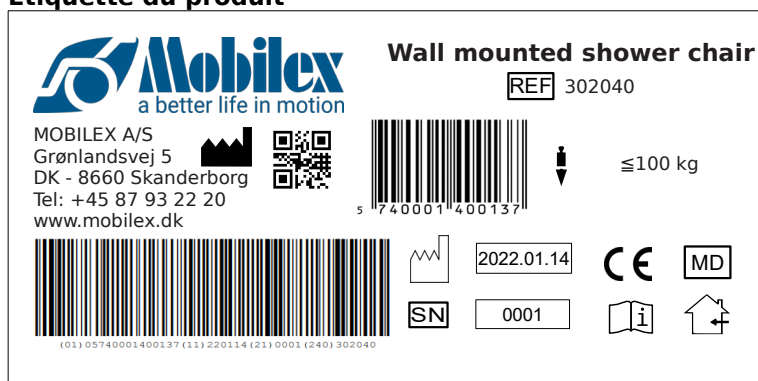 Etiquette du produit
Mobilex
a better life in motion
Wall mounted shower chair
REF 302040
MOBILEX A/S
Grønlandsvej 5
DK - 8660 Skanderborg
Tel: +45 87 93 22 20
www.mobilex.dk
5 740001 400137
≦100 kg
2022.01.14
CE
MD
SN
0001
i
(01)05740001400137(11)220114(21)0001(240)302040